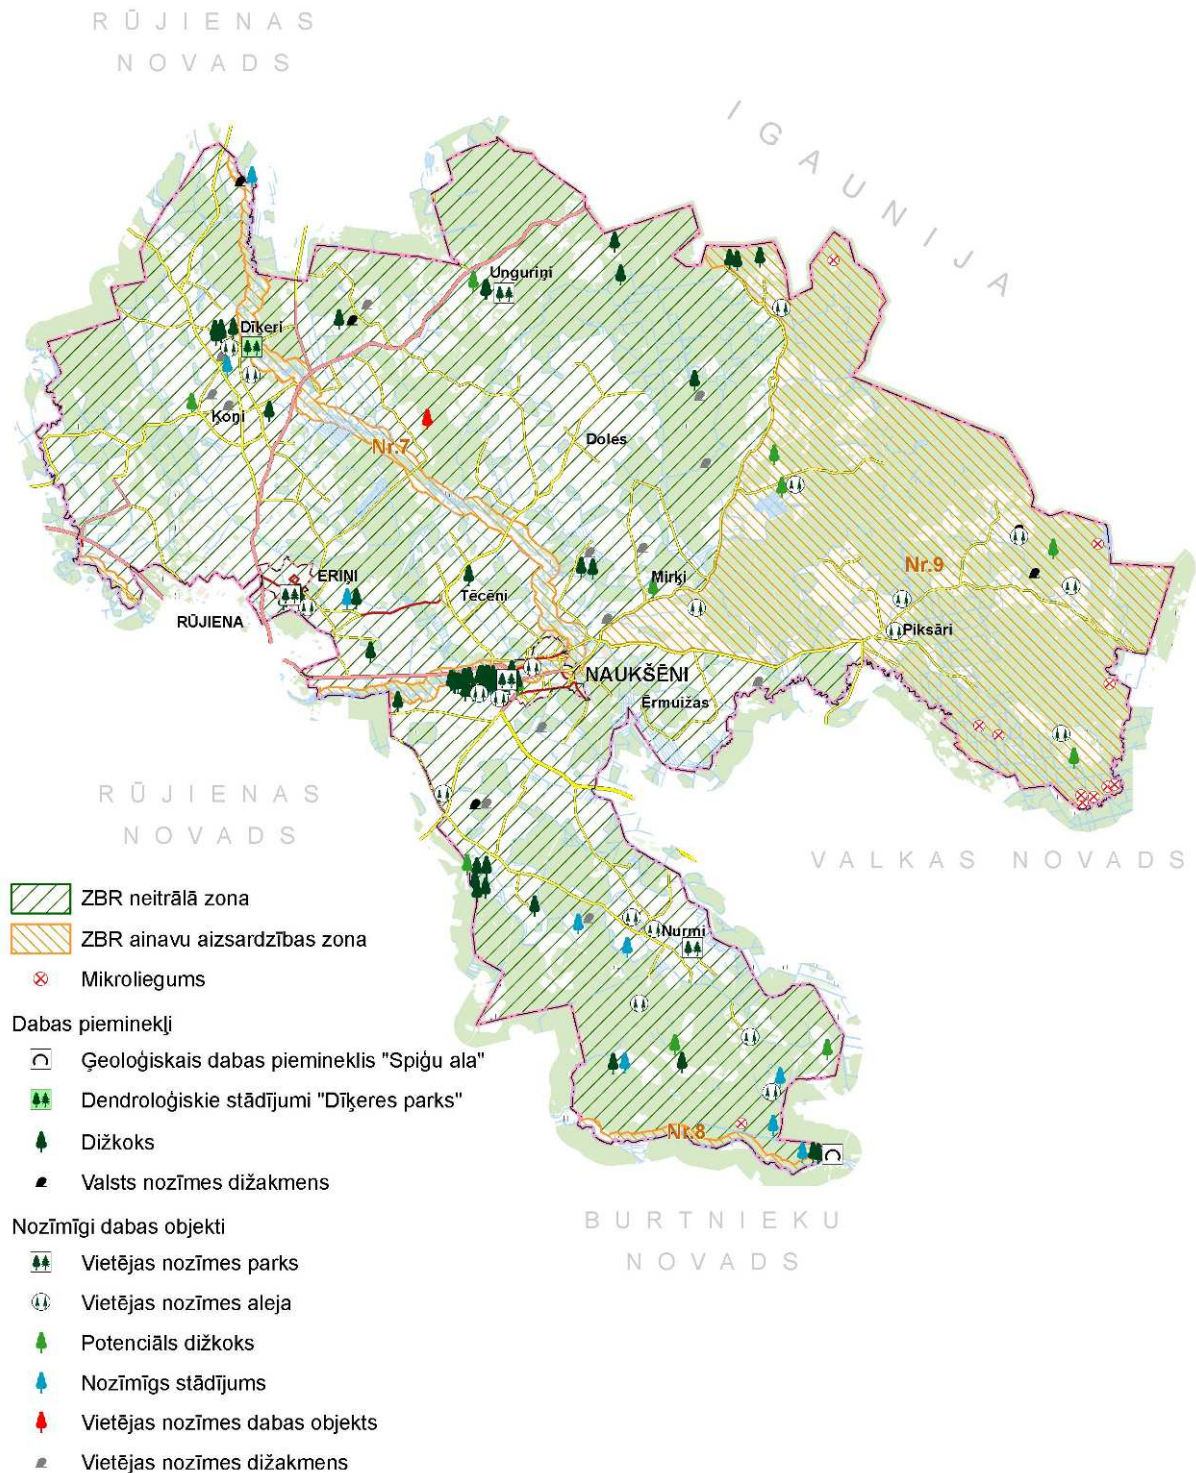 RŪJIENAS
NOVADS
IGAUNIJA
Unguriņi
Dīķeri
Ķoņi
Nr.7
Doles
ERIŅI
Tēcēni
Mirķi
Nr.9
RŪJIENA
Piksāri
NAUKŠĒNI
Ērmuižas
RŪJIENAS
NOVADS
VALKAS NOVADS
Nurmi
Nr.8
BURTNIEKU
NOVADS
ZBR neitrālā zona
ZBR ainavu aizsardzības zona
Mikroliegums
Dabas pieminekļi
Ģeoloģiskais dabas piemineklis "Spiģu ala"
Dendroloģiskie stādījumi "Dīķeres parks"
Dižkoks
Valsts nozīmes dižakmens
Nozīmīgi dabas objekti
Vietējas nozīmes parks
Vietējas nozīmes aleja
Potenciāls dižkoks
Nozīmīgs stādījums
Vietējas nozīmes dabas objekts
Vietējas nozīmes dižakmens